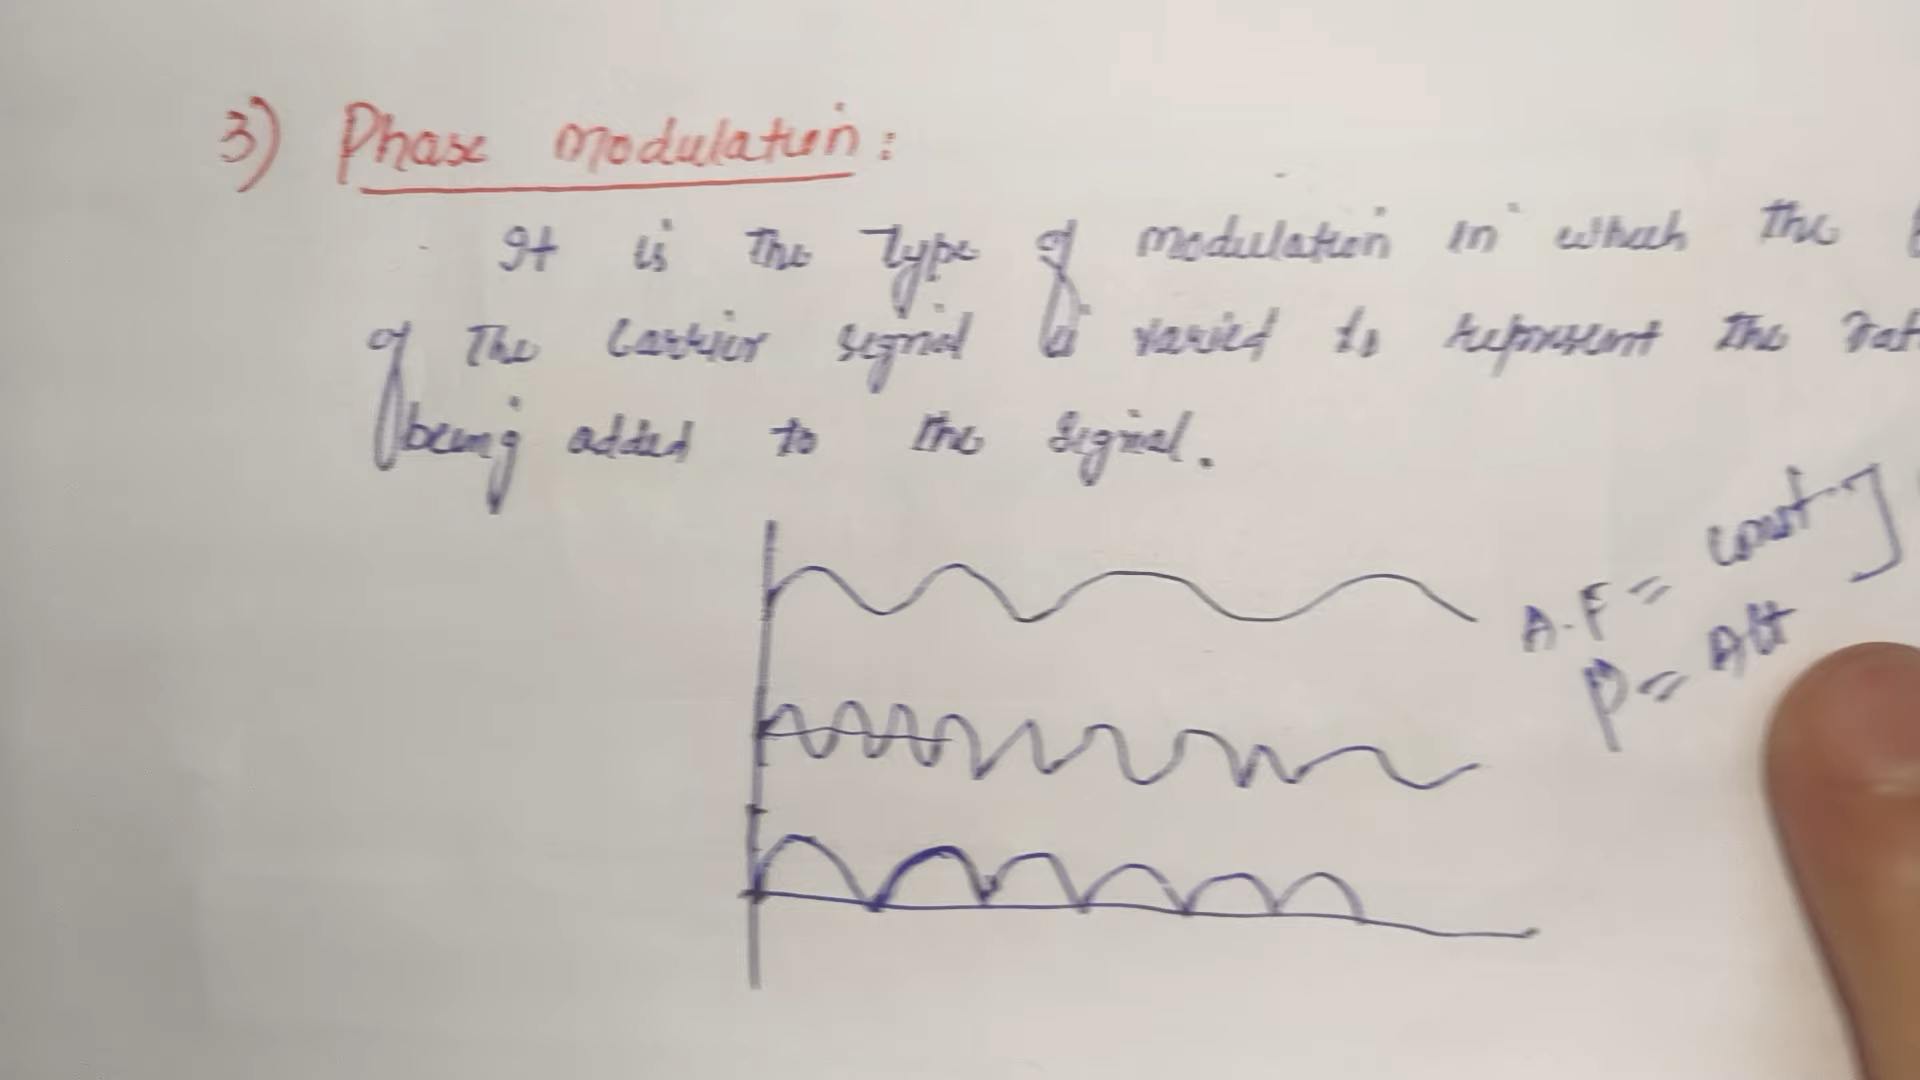 3) Phase modulation:
It is the Type of modulation in which the
of The Carrier signal is varied to represent the
being added to the Signal.
A.F = const.]
P = Alt